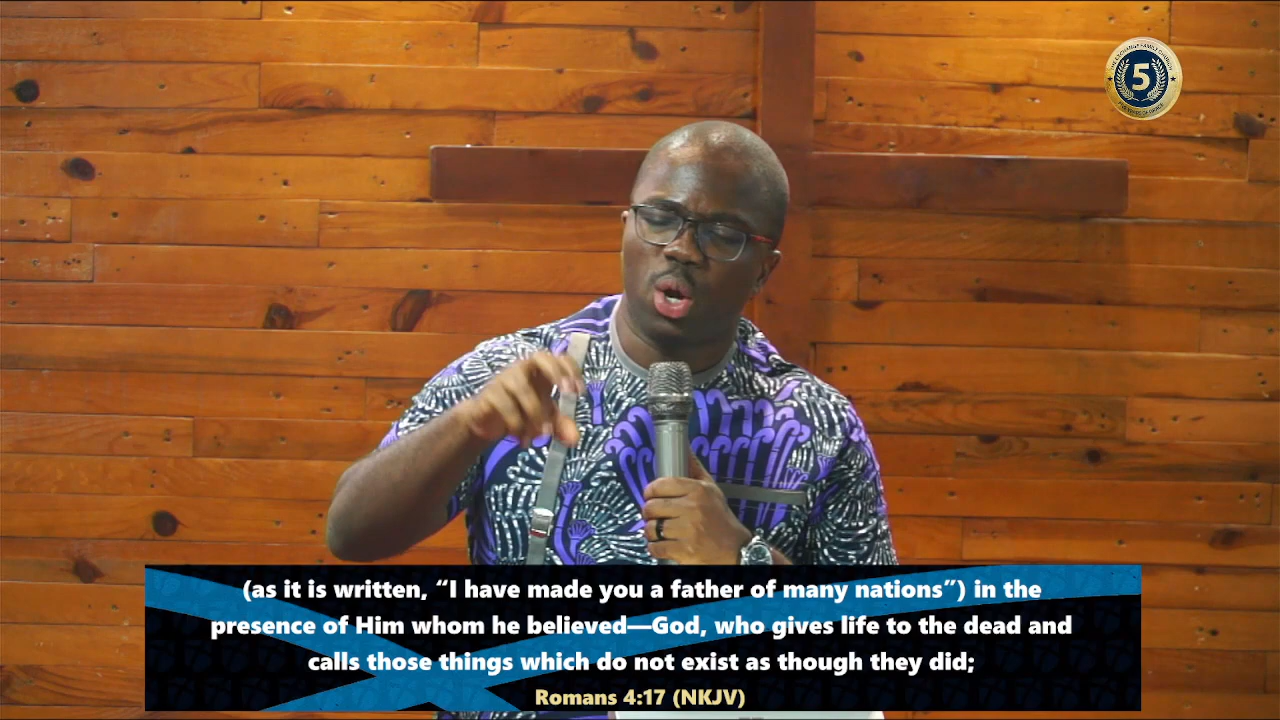 5
(as it is written, “I have made you a father of many nations”) in the
presence of Him whom he believed—God, who gives life to the dead and
calls those things which do not exist as though they did;
Romans 4:17 (NKJV)